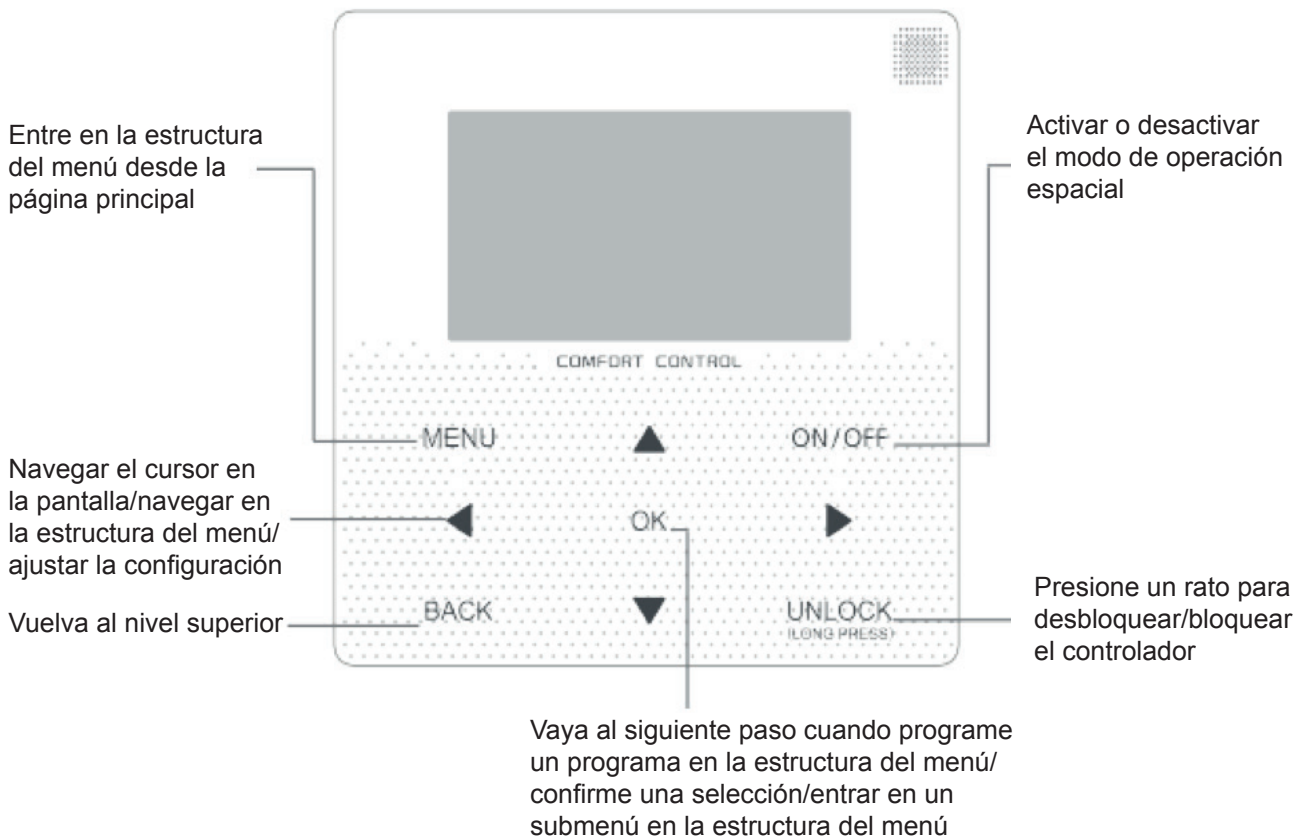 Entre en la estructura
del menú desde la
página principal
Activar o desactivar
el modo de operación
espacial
COMFORT CONTROL
MENU
ON/OFF
Navegar el cursor en
la pantalla/navegar en
la estructura del menú/
ajustar la configuración
OK
Vuelva al nivel superior
BACK
UNLOCK
(LONG PRESS)
Presione un rato para
desbloquear/bloquear
el controlador
Vaya al siguiente paso cuando programe
un programa en la estructura del menú/
confirme una selección/entrar en un
submenú en la estructura del menú